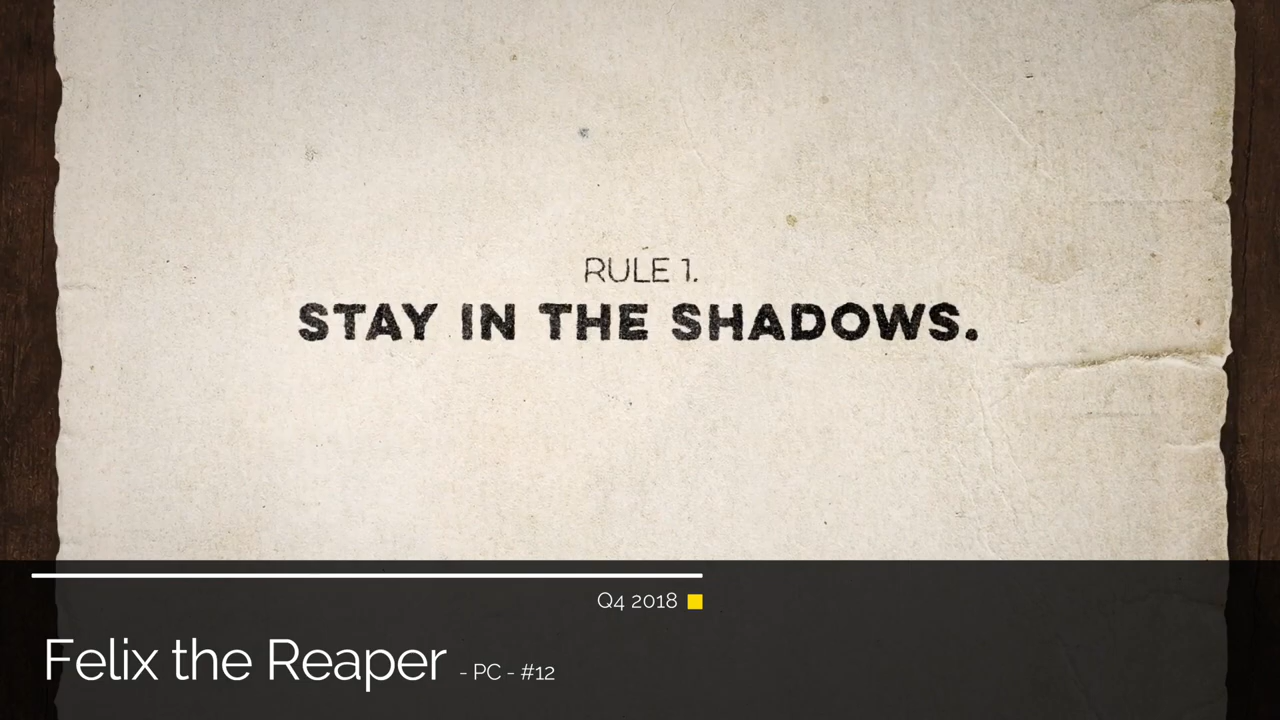 RULE 1.
STAY IN THE SHADOWS.
Q4 2018
Felix the Reaper - PC - #12